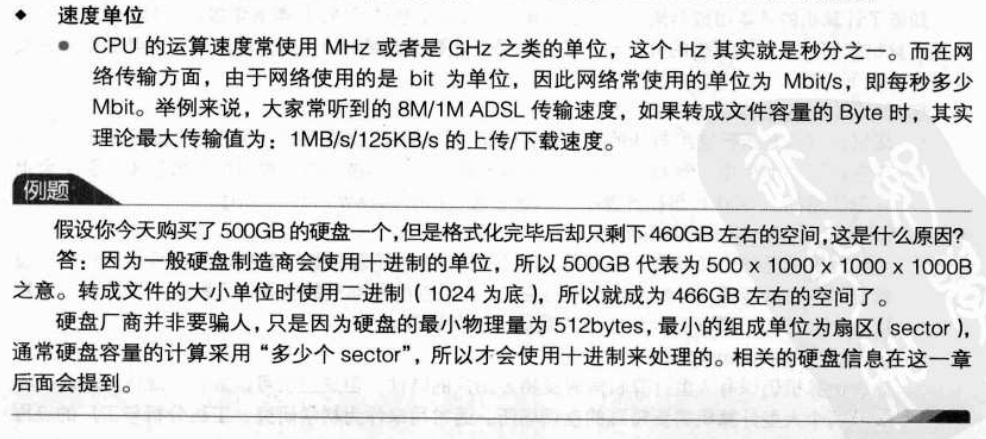 ◆ 速度单位
● CPU 的运算速度常使用 MHz 或者是 GHz 之类的单位，这个 Hz 其实就是秒分之一。而在网
络传输方面，由于网络使用的是 bit 为单位，因此网络常使用的单位为 Mbit/s，即每秒多少
Mbit。举例来说，大家常听到的 8M/1M ADSL 传输速度，如果转成文件容量的 Byte 时，其实
理论最大传输值为：1MB/s/125KB/s 的上传/下载速度。
例题
假设你今天购买了 500GB 的硬盘一个，但是格式化完毕后却只剩下 460GB 左右的空间，这是什么原因？
答：因为一般硬盘制造商会使用十进制的单位，所以 500GB 代表为 500 x 1000 x 1000 x 1000B
之意。转成文件的大小单位时使用二进制（1024 为底），所以就成为 466GB 左右的空间了。
硬盘厂商并非要骗人，只是因为硬盘的最小物理量为 512bytes，最小的组成单位为扇区（sector），
通常硬盘容量的计算采用“多少个 sector”，所以才会使用十进制来处理的。相关的硬盘信息在这一章
后面会提到。